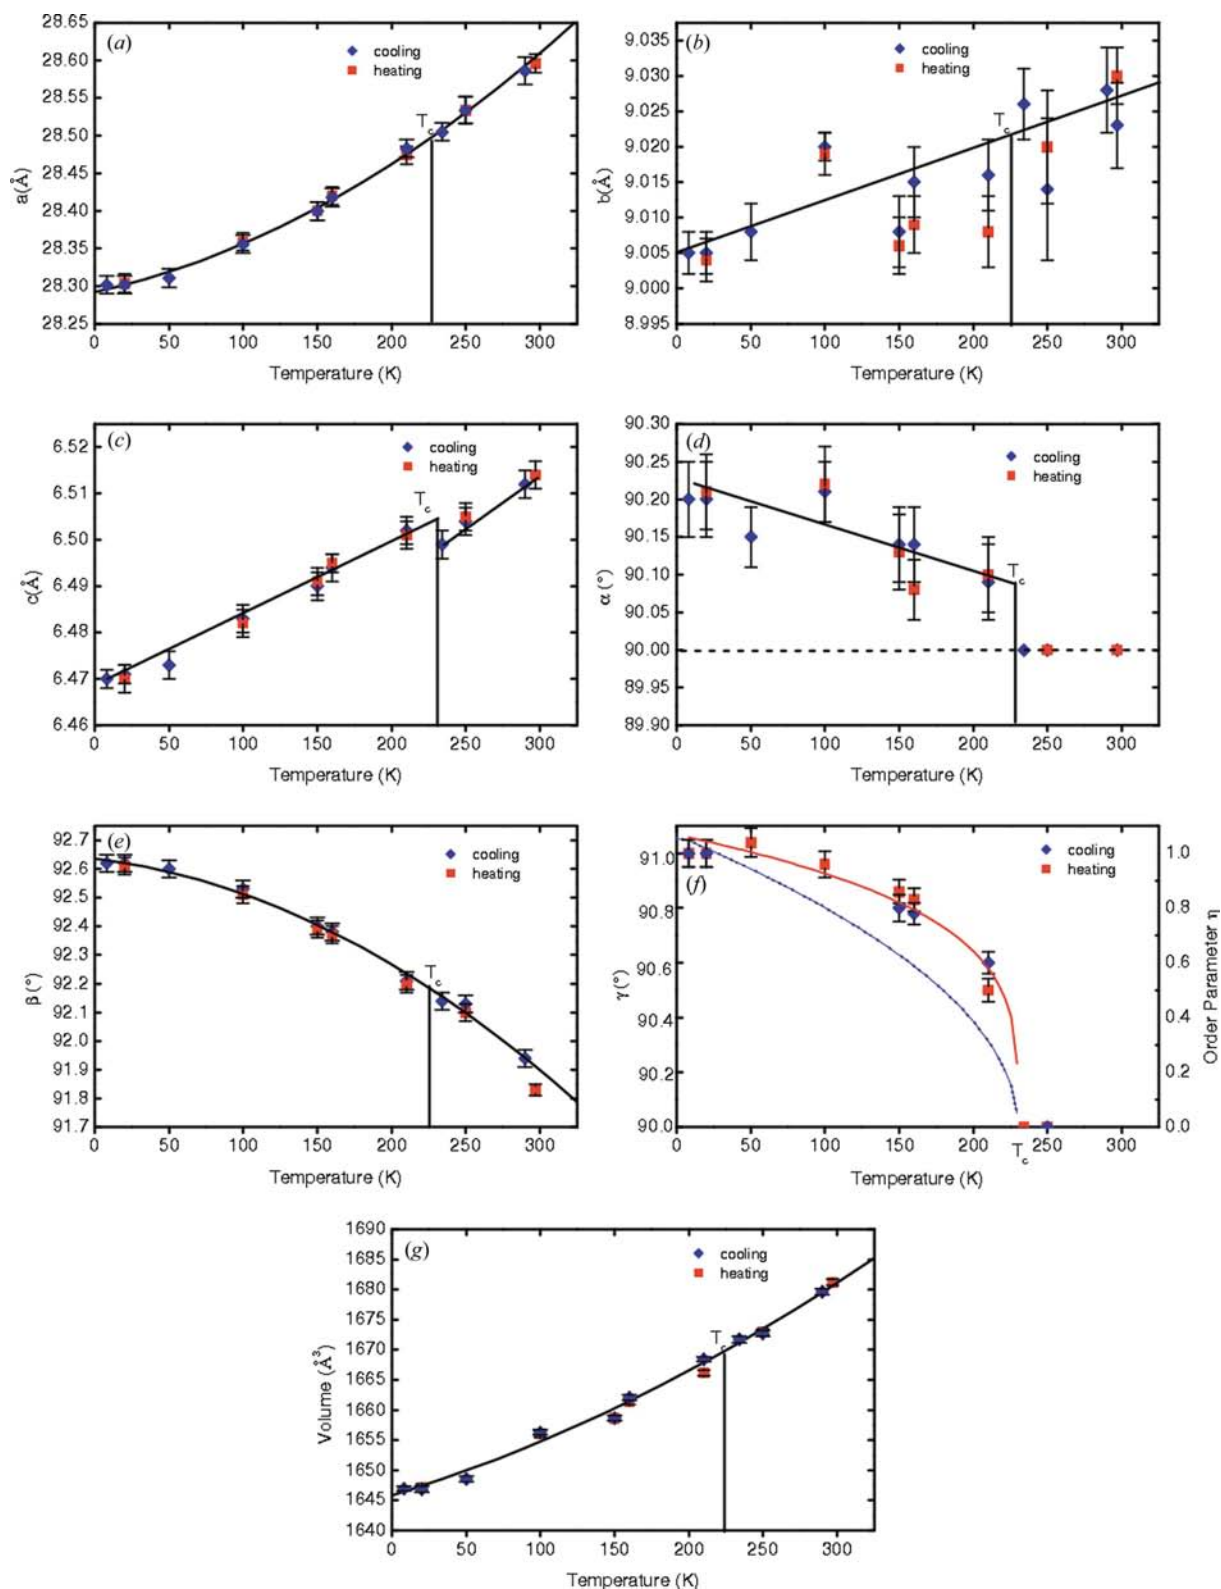 (a)
cooling
heating
T_c
28.65
28.60
28.55
28.50
28.45
28.40
28.35
28.30
28.25
a(Å)
0 50 100 150 200 250 300
Temperature (K)
(b)
cooling
heating
T_c
9.035
9.030
9.025
9.020
9.015
9.010
9.005
9.000
8.995
b(Å)
0 50 100 150 200 250 300
Temperature (K)
(c)
cooling
heating
T_c
6.52
6.51
6.50
6.49
6.48
6.47
6.46
c(Å)
0 50 100 150 200 250 300
Temperature (K)
(d)
cooling
heating
T_c
90.30
90.25
90.20
90.15
90.10
90.05
90.00
89.95
89.90
α (°)
0 50 100 150 200 250 300
Temperature (K)
(e)
cooling
heating
T_c
92.7
92.6
92.5
92.4
92.3
92.2
92.1
92.0
91.9
91.8
91.7
β (°)
0 50 100 150 200 250 300
Temperature (K)
(f)
cooling
heating
91.0
90.8
90.6
90.4
90.2
90.0
γ(°)
1.0
0.8
0.6
0.4
0.2
0.0
Order Parameter η
0 50 100 150 200 250 300
T_c
Temperature (K)
(g)
cooling
heating
T_c
1690
1685
1680
1675
1670
1665
1660
1655
1650
1645
1640
Volume (Å³)
0 50 100 150 200 250 300
Temperature (K)